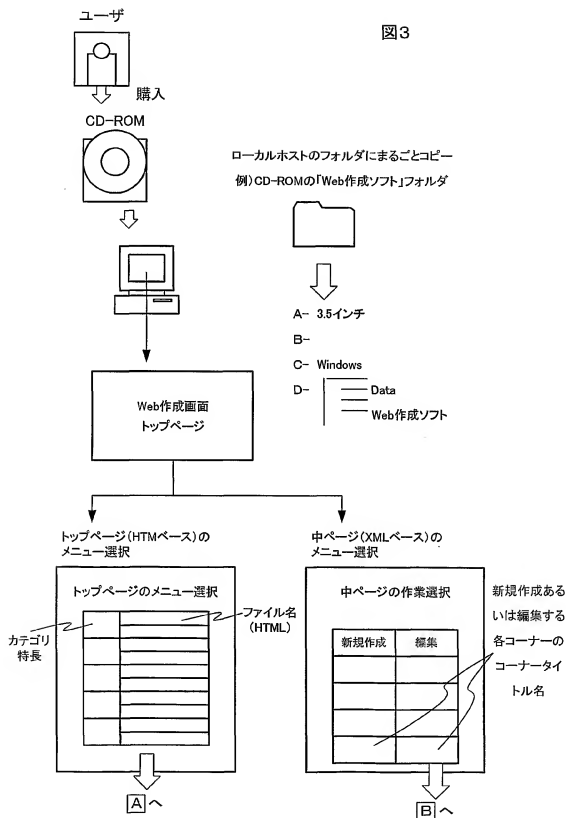 図3
ユーザ
購入
CD-ROM
ローカルホストのフォルダにまるごとコピー
例)CD-ROMの「Web作成ソフト」フォルダ
A- 3.5インチ
B-
C- Windows
D-
Data
Web作成ソフト
Web作成画面
トップページ
トップページ(HTMベース)の
メニュー選択
トップページのメニュー選択
カテゴリ
特長
ファイル名
(HTML)
Aへ
中ページ(XMLベース)の
メニュー選択
中ページの作業選択
新規作成
編集
新規作成ある
いは編集する
各コーナーの
コーナータイ
トル名
Bへ